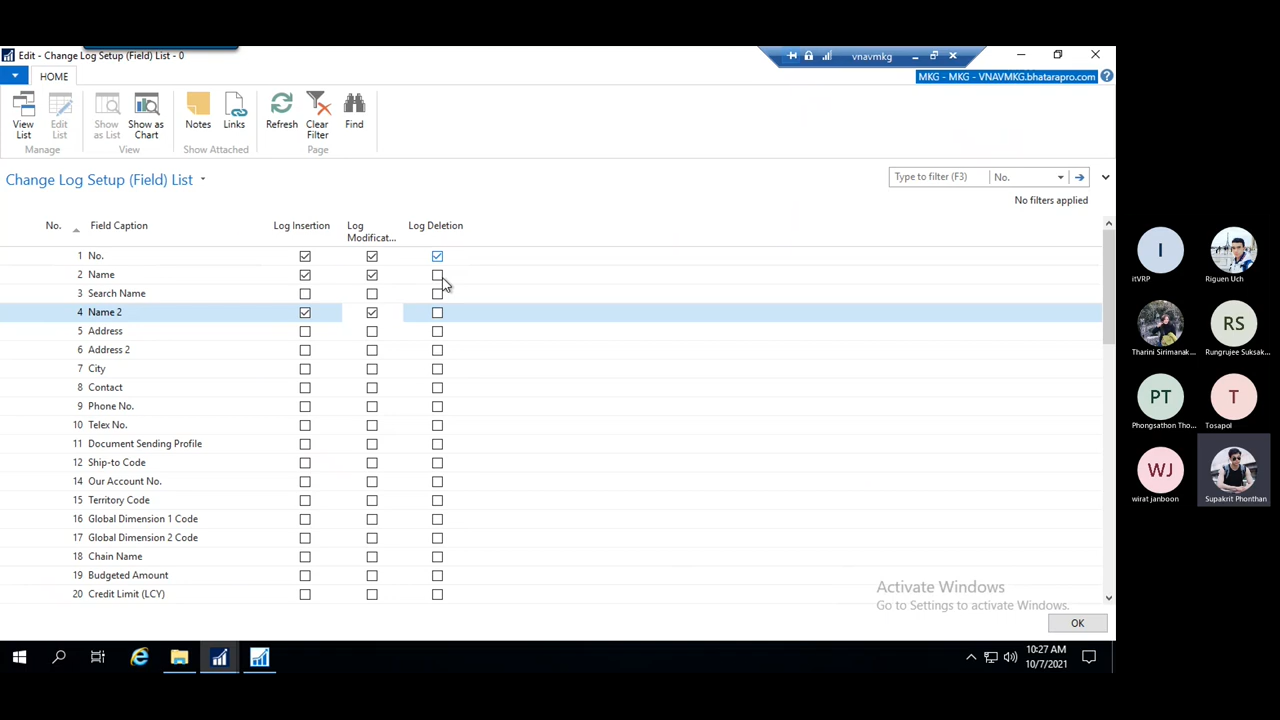 Edit - Change Log Setup (Field) List - 0
vnavmkg
HOME
MKG - MKG - VNAVMKG.bhatarapro.com
View List
Edit List
Show as List
Show as Chart
Notes
Links
Refresh
Clear Filter
Find
Manage
View
Show Attached
Page
Change Log Setup (Field) List
Type to filter (F3)
No.
No filters applied
No.
Field Caption
Log Insertion
Log Modificat...
Log Deletion
1 No.
2 Name
3 Search Name
4 Name 2
5 Address
6 Address 2
7 City
8 Contact
9 Phone No.
10 Telex No.
11 Document Sending Profile
12 Ship-to Code
14 Our Account No.
15 Territory Code
16 Global Dimension 1 Code
17 Global Dimension 2 Code
18 Chain Name
19 Budgeted Amount
20 Credit Limit (LCY)
Activate Windows
Go to Settings to activate Windows.
OK
10:27 AM
10/7/2021
I
itVRP
Riguen Uch
Tharini Sirimanak...
RS
Rungrujee Suksak...
PT
Phongsathon Tho...
T
Tosapol
WJ
wirat janboon
Supakrit Phonthan